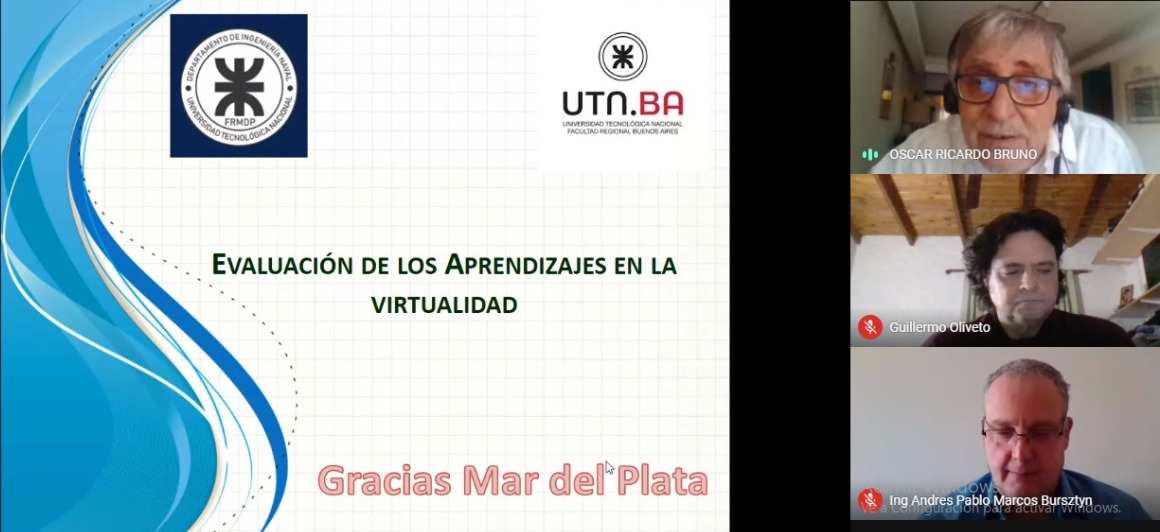 DEPARTAMENTO DE INGENIERÍA NAVAL
FRMDP
UNIVERSIDAD TECNOLÓGICA NACIONAL
UTN.BA
UNIVERSIDAD TECNOLÓGICA NACIONAL
FACULTAD REGIONAL BUENOS AIRES
EVALUACIÓN DE LOS APRENDIZAJES EN LA
VIRTUALIDAD
Gracias Mar del Plata
OSCAR RICARDO BRUNO
Guillermo Oliveto
Windows
Ing Andres Pablo Marcos Bursztyn
Ve a Configuración para activar Windows.